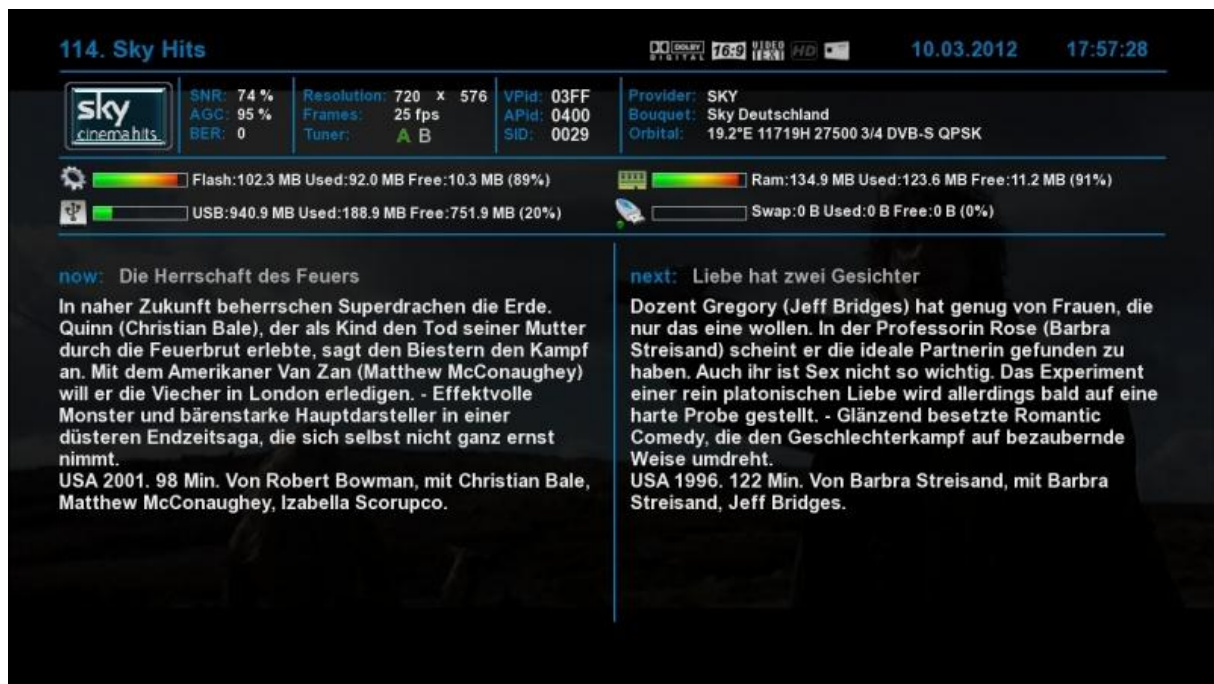 114. Sky Hits
DOLBY DIGITAL 16:9 VIDEO TEXT HD
10.03.2012 17:57:28
sky
cinema hits
SNR: 74 %
AGC: 95 %
BER: 0
Resolution: 720 x 576
Frames: 25 fps
Tuner: A B
VPid: 03FF
APid: 0400
SID: 0029
Provider: SKY
Bouquet: Sky Deutschland
Orbital: 19.2°E 11719H 27500 3/4 DVB-S QPSK
Flash:102.3 MB Used:92.0 MB Free:10.3 MB (89%)
Ram:134.9 MB Used:123.6 MB Free:11.2 MB (91%)
USB:940.9 MB Used:188.9 MB Free:751.9 MB (20%)
Swap:0 B Used:0 B Free:0 B (0%)
now: Die Herrschaft des Feuers
In naher Zukunft beherrschen Superdrachen die Erde.
Quinn (Christian Bale), der als Kind den Tod seiner Mutter
durch die Feuerbrut erlebte, sagt den Biestern den Kampf
an. Mit dem Amerikaner Van Zan (Matthew McConaughey)
will er die Viecher in London erledigen. - Effektvolle
Monster und bärenstarke Hauptdarsteller in einer
düsteren Endzeitsaga, die sich selbst nicht ganz ernst
nimmt.
USA 2001. 98 Min. Von Robert Bowman, mit Christian Bale,
Matthew McConaughey, Izabella Scorupco.
next: Liebe hat zwei Gesichter
Dozent Gregory (Jeff Bridges) hat genug von Frauen, die
nur das eine wollen. In der Professorin Rose (Barbra
Streisand) scheint er die ideale Partnerin gefunden zu
haben. Auch ihr ist Sex nicht so wichtig. Das Experiment
einer rein platonischen Liebe wird allerdings bald auf eine
harte Probe gestellt. - Glänzend besetzte Romantic
Comedy, die den Geschlechterkampf auf bezaubernde
Weise umdreht.
USA 1996. 122 Min. Von Barbra Streisand, mit Barbra
Streisand, Jeff Bridges.